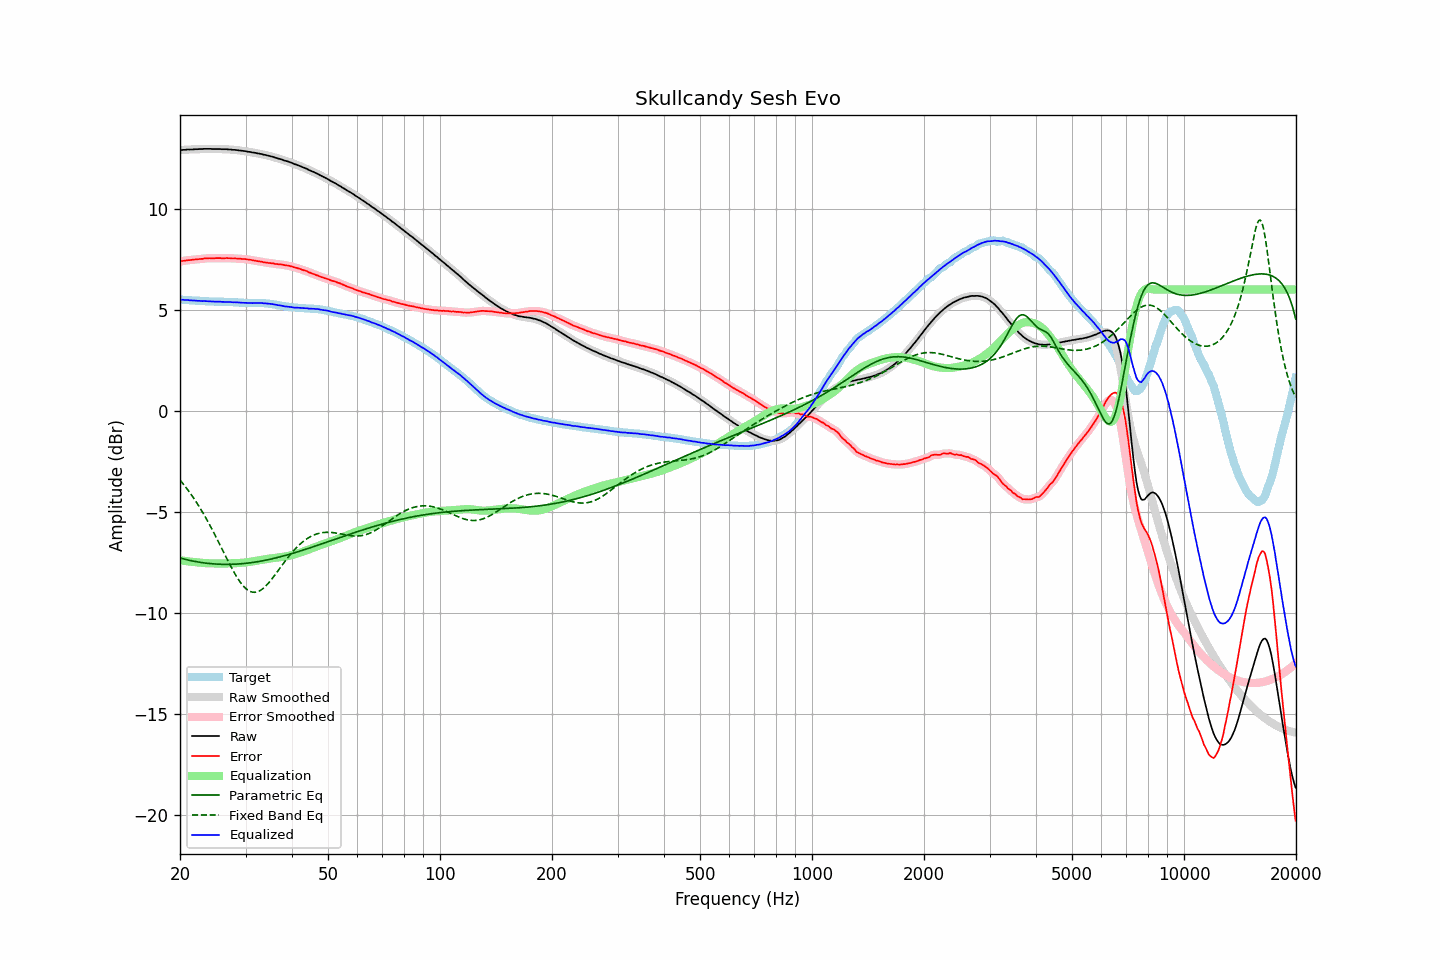 Skullcandy Sesh Evo
Amplitude (dBr)
10
5
0
−5
−10
−15
−20
Target
Raw Smoothed
Error Smoothed
Raw
Error
Equalization
Parametric Eq
Fixed Band Eq
Equalized
20 50 100 200 500 1000 2000 5000 10000 20000
Frequency (Hz)